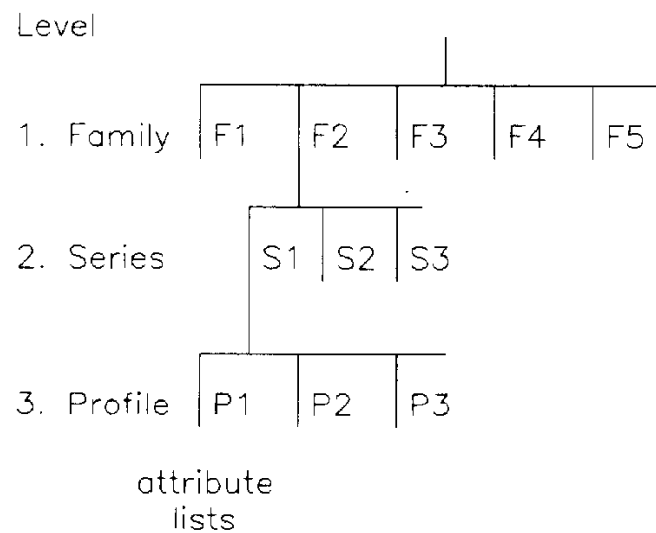 Level
1. Family F1 F2 F3 F4 F5
2. Series S1 S2 S3
3. Profile P1 P2 P3
attribute
lists